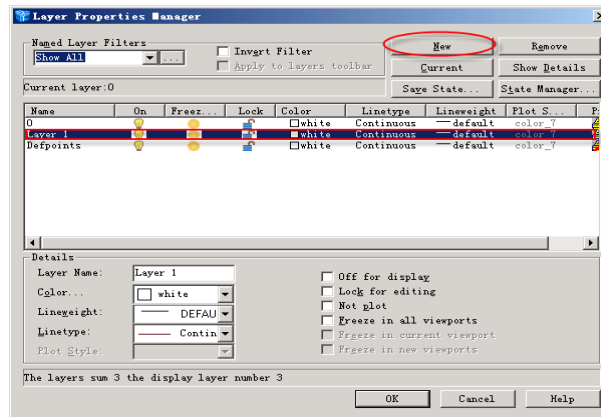 Layer Properties Manager
Named Layer Filters
Show All
...
Invert Filter
Apply to layers toolbar
New
Remove
Current
Show Details
Current layer:0
Save State...
State Manager...
Name On Freez... Lock Color Linetype Lineweight Plot S... P
0 white Continuous default color_7
Layer 1 white Continuous default color_7
Defpoints white Continuous default color_7
Details
Layer Name: Layer 1
Color... white
Lineweight: DEFAU
Linetype: Contin
Plot Style:
Off for display
Lock for editing
Not plot
Freeze in all viewports
Freeze in current viewport
Freeze in new viewports
The layers sum 3 the display layer number 3
OK Cancel Help